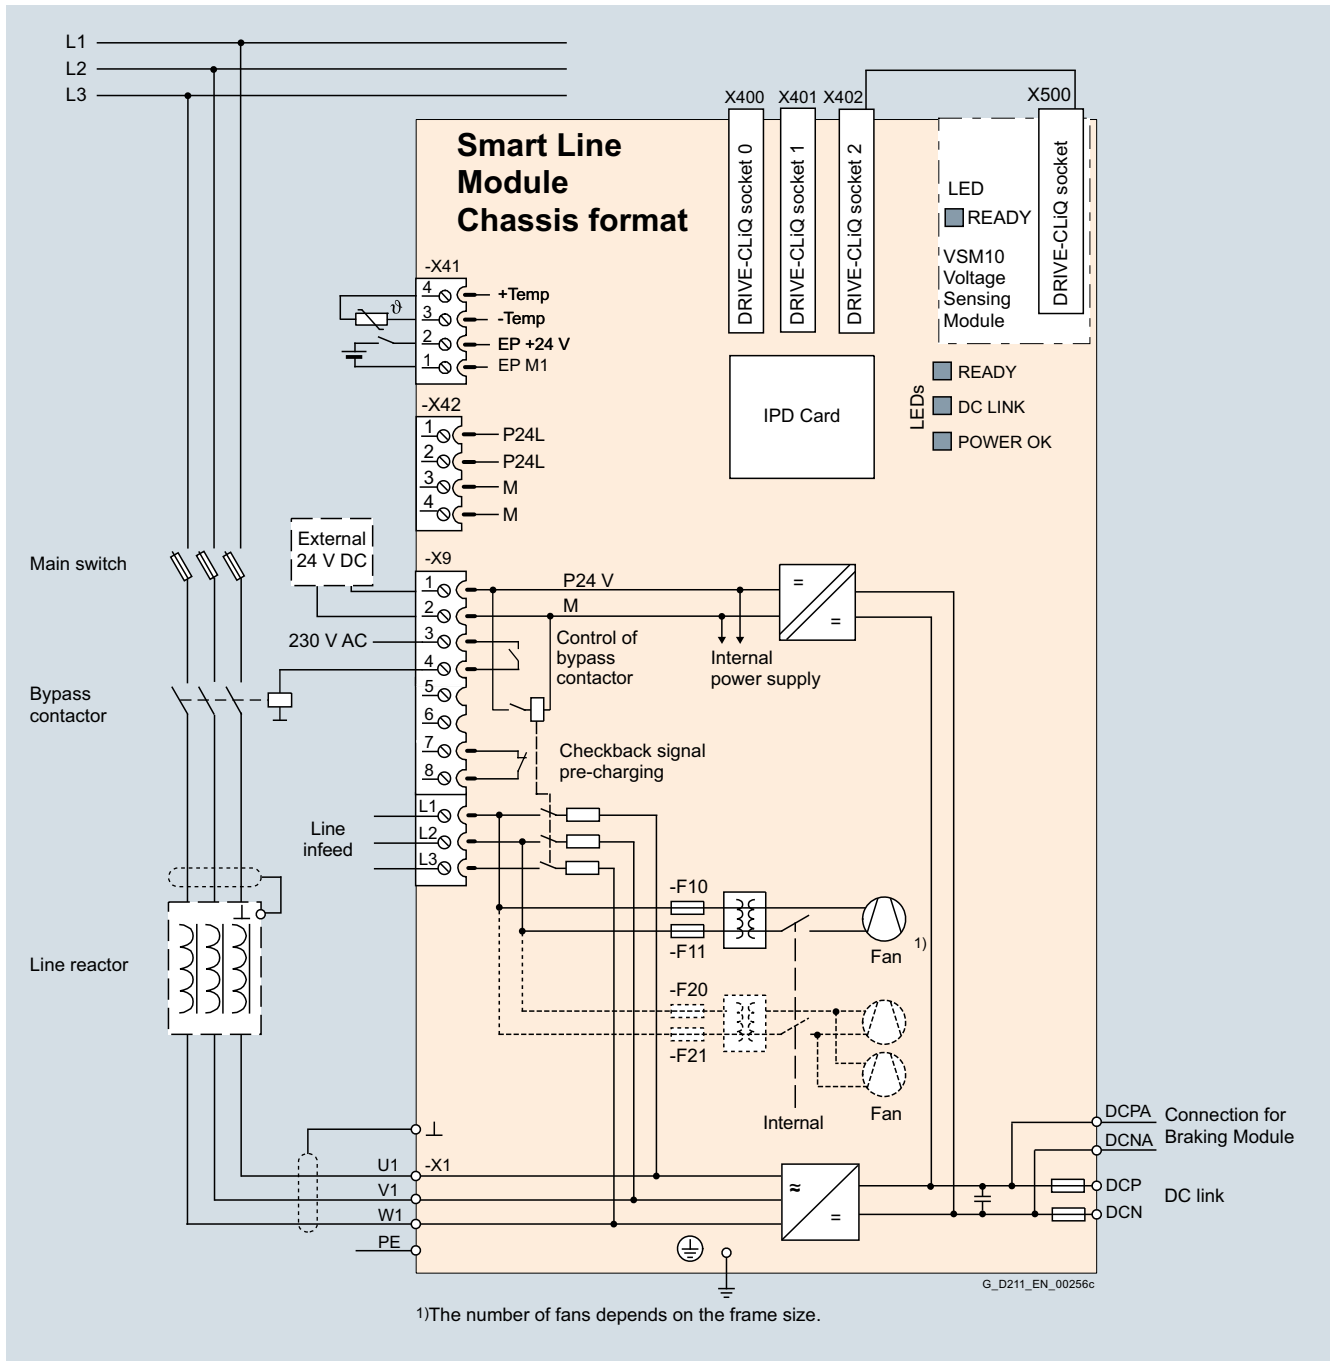 L1
L2
L3
X400
X401
X402
X500
Smart Line
Module
Chassis format
DRIVE-CLiQ socket 0
DRIVE-CLiQ socket 1
DRIVE-CLiQ socket 2
DRIVE-CLiQ socket
LED
READY
VSM10
Voltage
Sensing
Module
-X41
4
+Temp
ϑ
3
-Temp
2
EP +24 V
1
EP M1
IPD Card
LEDs
READY
DC LINK
POWER OK
-X42
1
P24L
2
P24L
3
M
4
M
External
24 V DC
Main switch
-X9
1
P24 V
2
M
=
=
230 V AC
3
4
5
6
7
8
Control of
bypass
contactor
Internal
power supply
Bypass
contactor
Checkback signal
pre-charging
L1
L2
L3
Line
infeed
-F10
-F11
Fan
1)
Line reactor
-F20
-F21
Fan
Internal
DCPA
DCNA
Connection for
Braking Module
U1
-X1
V1
W1
PE
≈
=
DCP
DCN
DC link
G_D211_EN_00256c
1)The number of fans depends on the frame size.